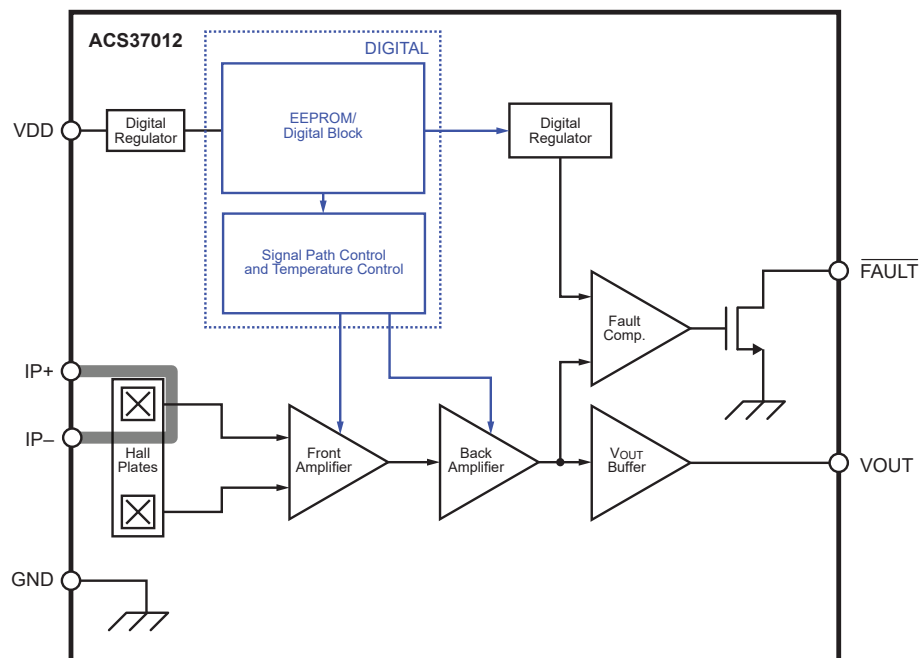 ACS37012
DIGITAL
VDD
Digital
Regulator
EEPROM/
Digital Block
Digital
Regulator
Signal Path Control
and Temperature Control
FAULT
Fault
Comp.
IP+
IP–
Hall
Plates
Front
Amplifier
Back
Amplifier
VOUT
Buffer
VOUT
GND